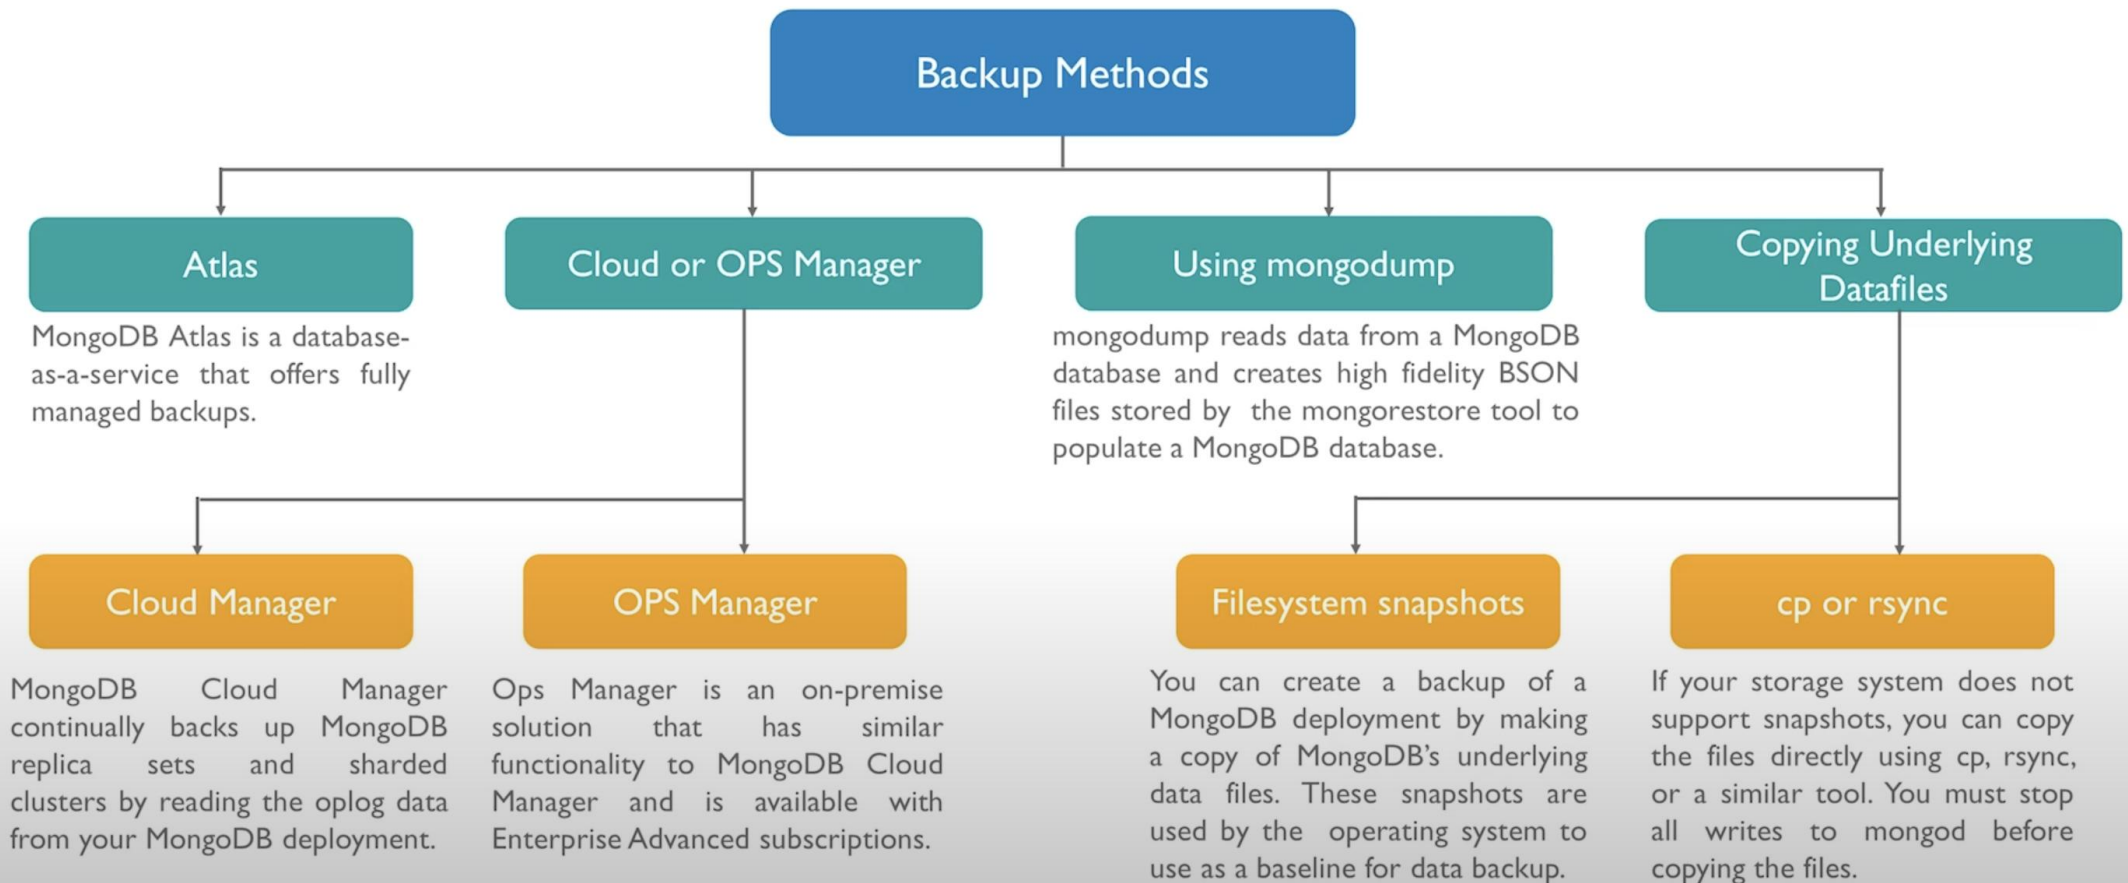 Backup Methods
Atlas
Cloud or OPS Manager
Using mongodump
Copying Underlying
Datafiles
MongoDB Atlas is a database-
as-a-service that offers fully
managed backups.
mongodump reads data from a MongoDB
database and creates high fidelity BSON
files stored by the mongorestore tool to
populate a MongoDB database.
Cloud Manager
OPS Manager
Filesystem snapshots
cp or rsync
MongoDB Cloud Manager
continually backs up MongoDB
replica sets and sharded
clusters by reading the oplog data
from your MongoDB deployment.
Ops Manager is an on-premise
solution that has similar
functionality to MongoDB Cloud
Manager and is available with
Enterprise Advanced subscriptions.
You can create a backup of a
MongoDB deployment by making
a copy of MongoDB's underlying
data files. These snapshots are
used by the operating system to
use as a baseline for data backup.
If your storage system does not
support snapshots, you can copy
the files directly using cp, rsync,
or a similar tool. You must stop
all writes to mongod before
copying the files.